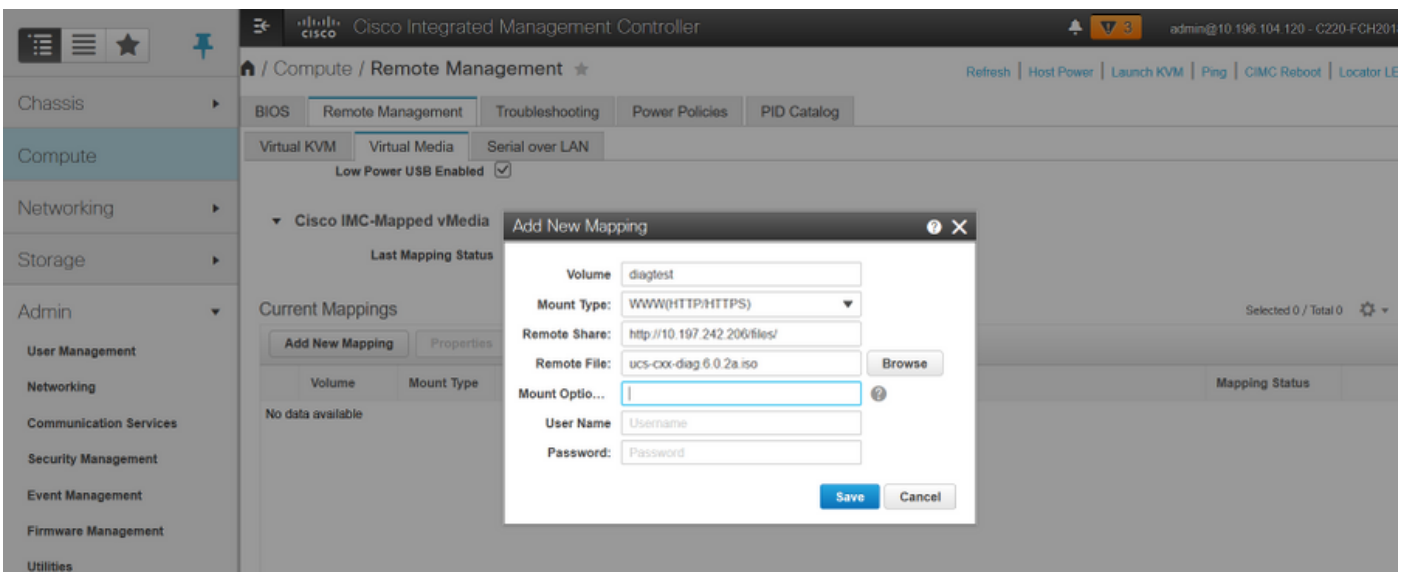 cisco Cisco Integrated Management Controller
3
admin@10.196.104.120 - C220-FCH201
/ Compute / Remote Management
Refresh | Host Power | Launch KVM | Ping | CIMC Reboot | Locator LE
Chassis
Compute
Networking
Storage
Admin
User Management
Networking
Communication Services
Security Management
Event Management
Firmware Management
Utilities
BIOS Remote Management Troubleshooting Power Policies PID Catalog
Virtual KVM Virtual Media Serial over LAN
Low Power USB Enabled
Cisco IMC-Mapped vMedia
Last Mapping Status
Current Mappings
Selected 0 / Total 0
Add New Mapping Properties
Volume Mount Type Mapping Status
No data available
Add New Mapping
Volume diagtest
Mount Type: WWW(HTTP/HTTPS)
Remote Share: http://10.197.242.206/files/
Remote File: ucs-cxx-diag.6.0.2a.iso Browse
Mount Optio...
User Name Username
Password: Password
Save Cancel